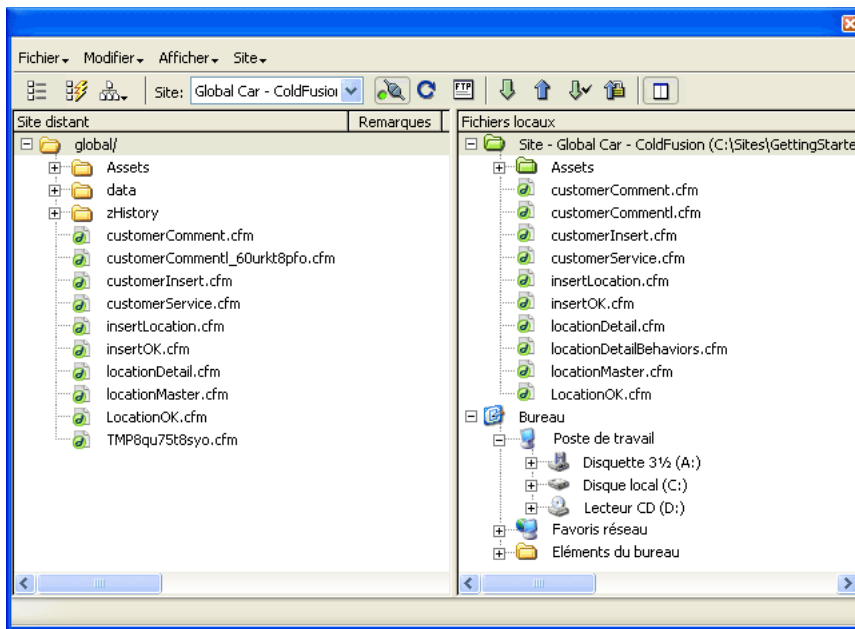 Fichier Modifier Afficher Site
Site: Global Car - ColdFusion
FTP
Site distant Remarques
global/
Assets
data
zHistory
customerComment.cfm
customerCommentl_60urkt8pfo.cfm
customerInsert.cfm
customerService.cfm
insertLocation.cfm
insertOK.cfm
locationDetail.cfm
locationMaster.cfm
LocationOK.cfm
TMP8qu75t8syo.cfm
Fichiers locaux
Site - Global Car - ColdFusion (C:\Sites\GettingStarte
Assets
customerComment.cfm
customerCommentl.cfm
customerInsert.cfm
customerService.cfm
insertLocation.cfm
insertOK.cfm
locationDetail.cfm
locationDetailBehaviors.cfm
locationMaster.cfm
LocationOK.cfm
Bureau
Poste de travail
Disquette 3½ (A:)
Disque local (C:)
Lecteur CD (D:)
Favoris réseau
Eléments du bureau